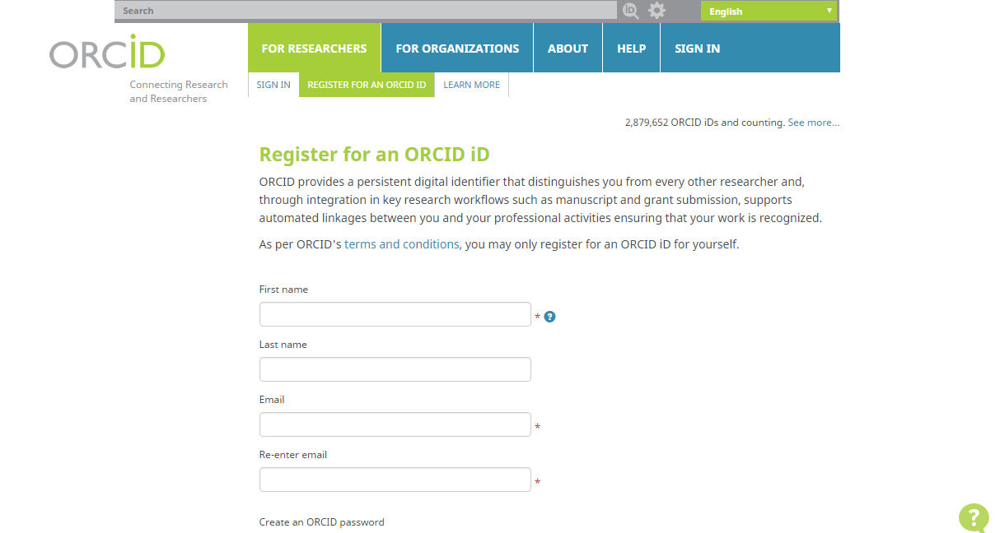 Search
English
ORCiD
Connecting Research
and Researchers
FOR RESEARCHERS
FOR ORGANIZATIONS
ABOUT
HELP
SIGN IN
SIGN IN
REGISTER FOR AN ORCID ID
LEARN MORE
2,879,652 ORCID iDs and counting. See more...
Register for an ORCID iD
ORCID provides a persistent digital identifier that distinguishes you from every other researcher and,
through integration in key research workflows such as manuscript and grant submission, supports
automated linkages between you and your professional activities ensuring that your work is recognized.
As per ORCID's terms and conditions, you may only register for an ORCID iD for yourself.
First name
* ?
Last name
Email
*
Re-enter email
*
Create an ORCID password
?